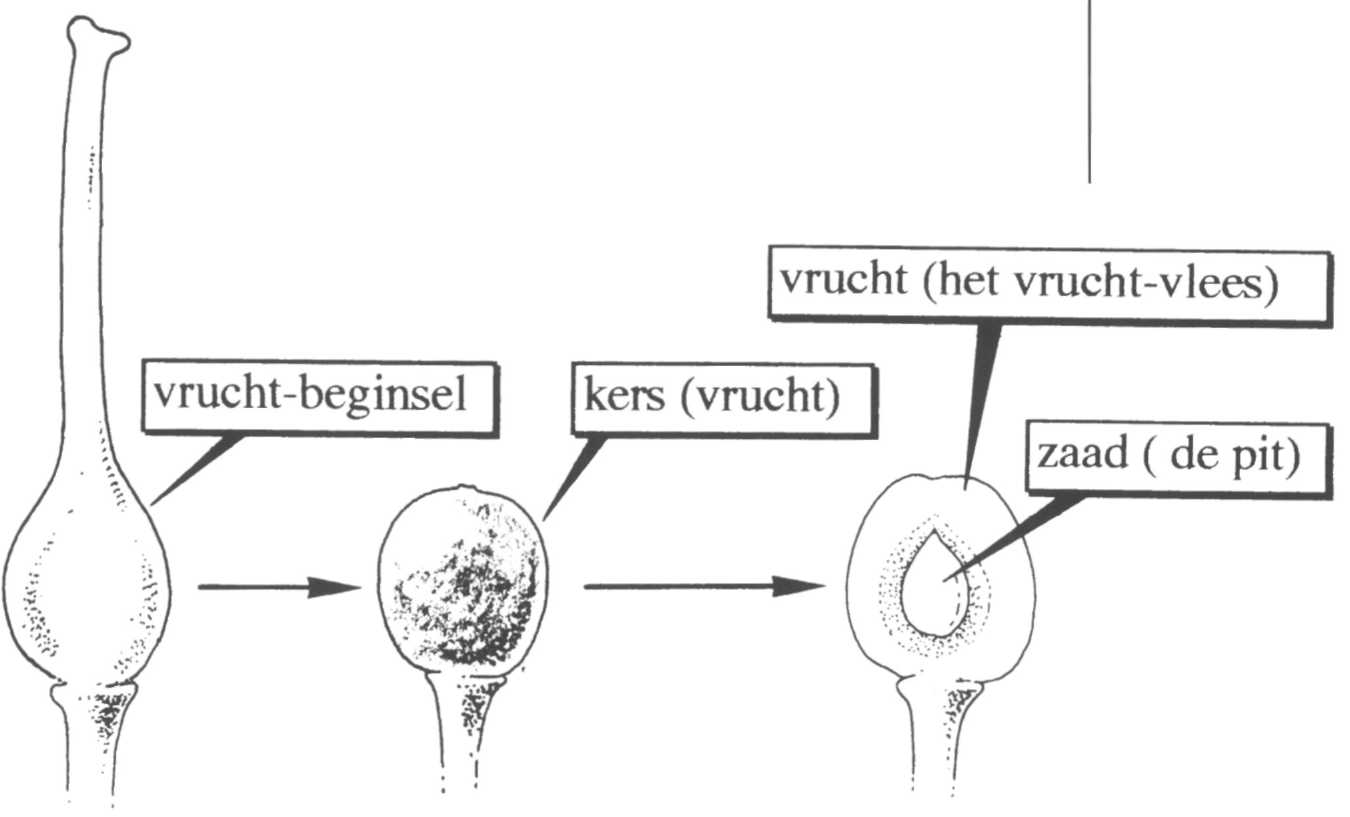 vrucht (het vrucht-vlees)
vrucht-beginsel
kers (vrucht)
zaad ( de pit)